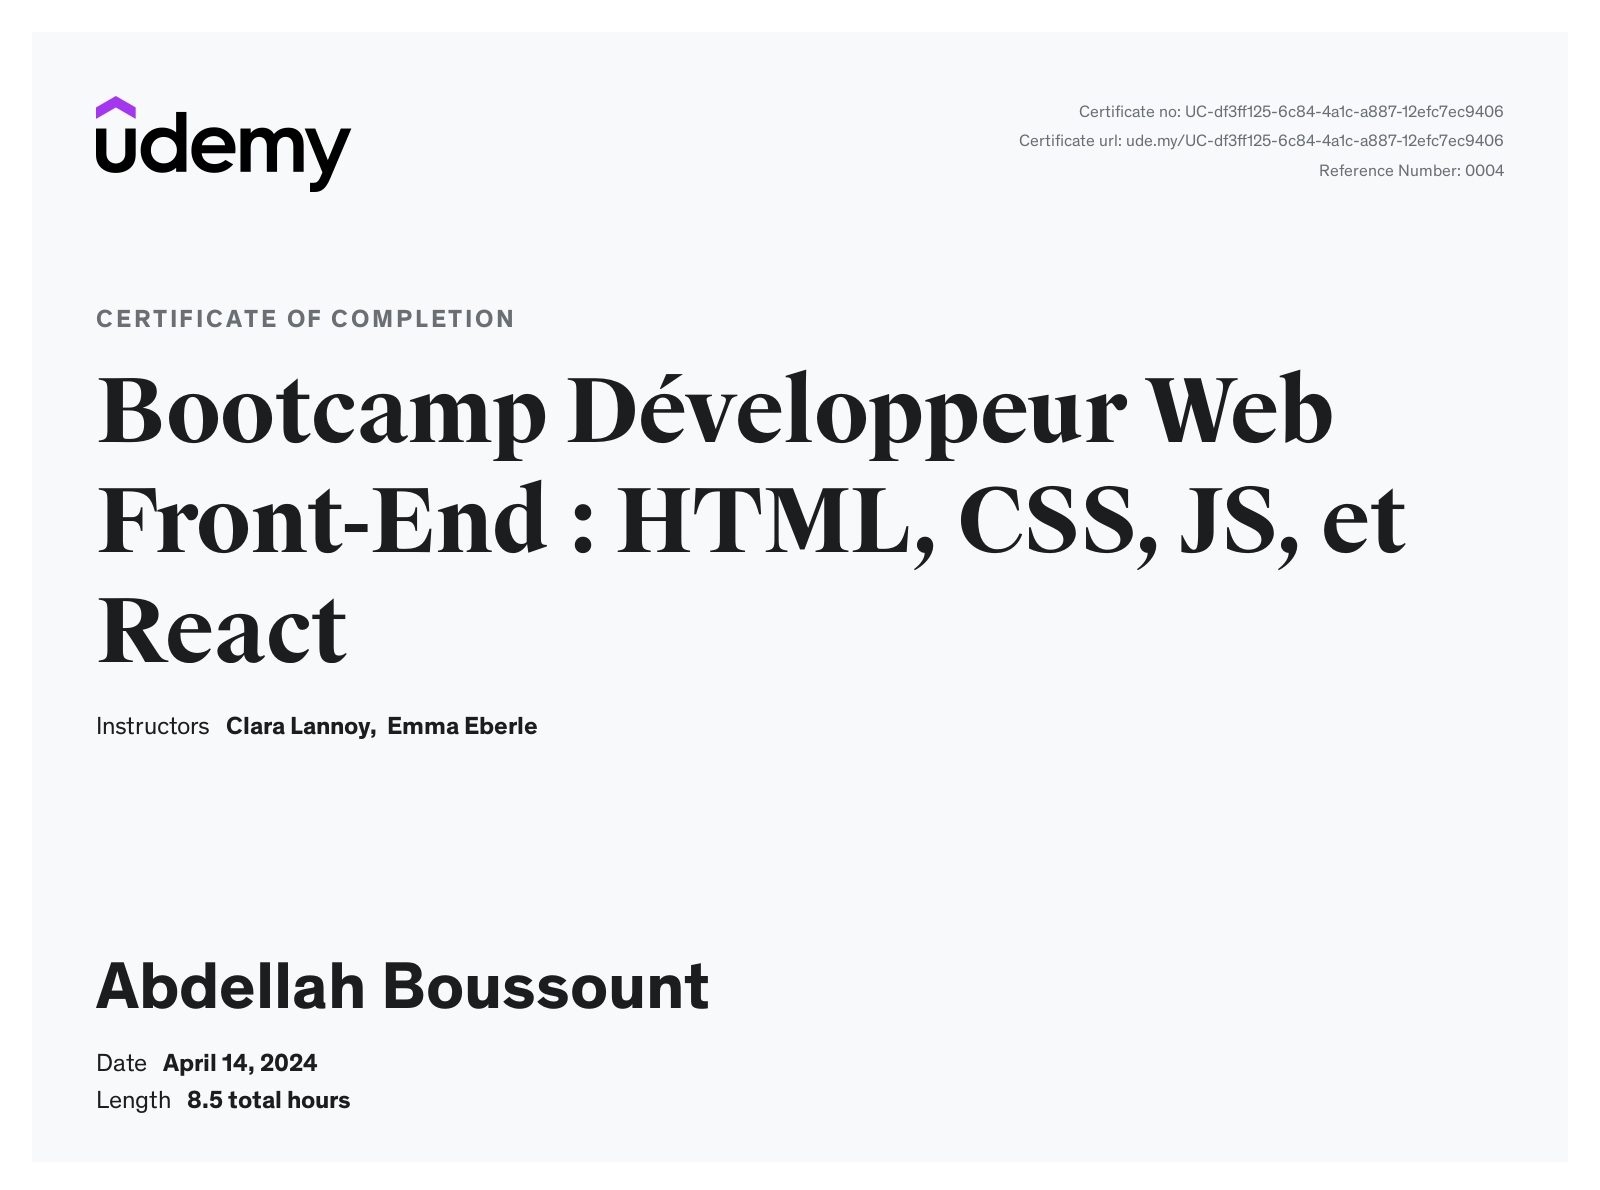 udemy
Certificate no: UC-df3ff125-6c84-4a1c-a887-12efc7ec9406
Certificate url: ude.my/UC-df3ff125-6c84-4a1c-a887-12efc7ec9406
Reference Number: 0004
CERTIFICATE OF COMPLETION
Bootcamp Développeur Web
Front-End : HTML, CSS, JS, et
React
Instructors Clara Lannoy, Emma Eberle
Abdellah Boussount
Date April 14, 2024
Length 8.5 total hours